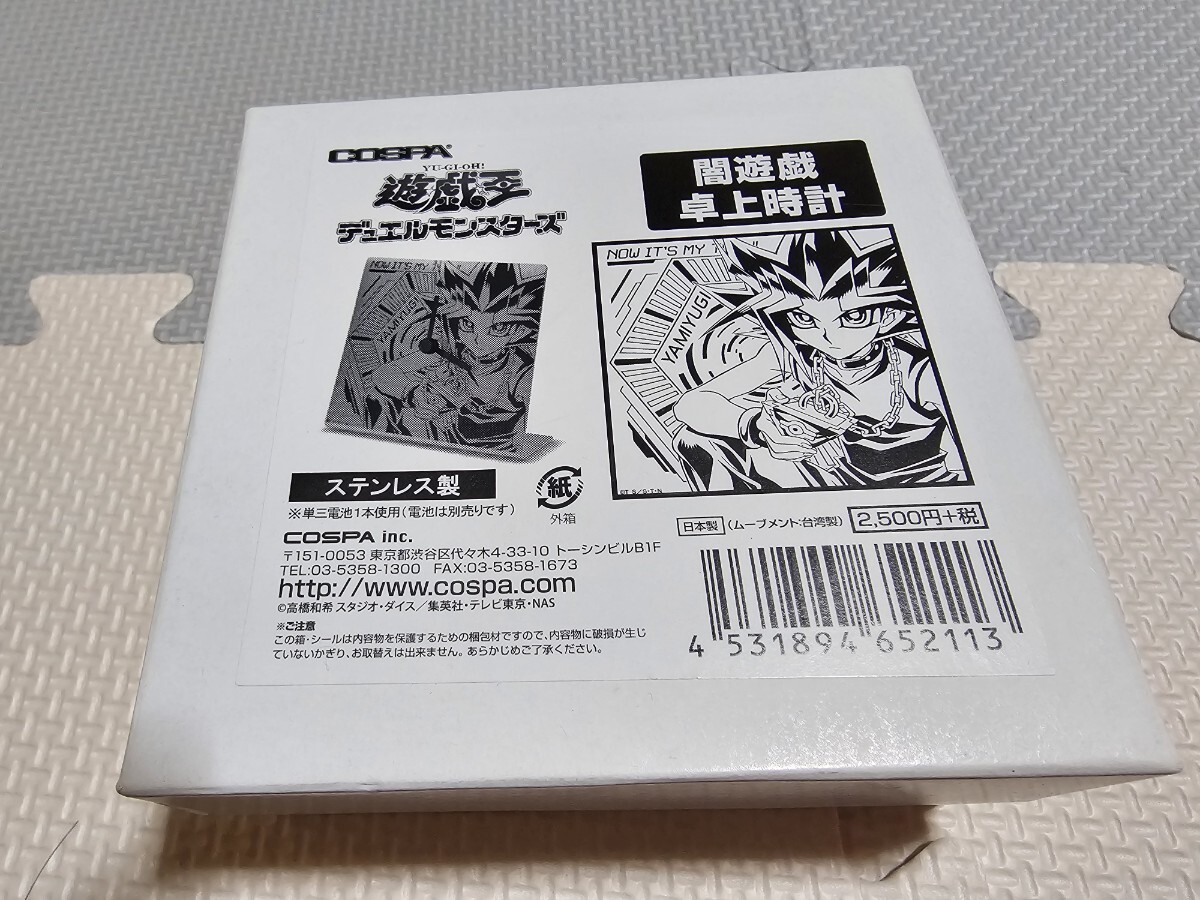 COSPA
YU-GI-OH!
遊戯王
デュエルモンスターズ
闇遊戯
卓上時計
NOW IT'S MY
YAMIYUGI
NOW IT'S MY
YAMIYUGI
ステンレス製
※単三電池1本使用(電池は別売りです)
紙
外箱
日本製 (ムーブメント:台湾製) 2,500円+税
COSPA inc.
〒151-0053 東京都渋谷区代々木4-33-10 トーシンビルB1F
TEL:03-5358-1300 FAX:03-5358-1673
http://www.cospa.com
©高橋和希 スタジオ・ダイス／集英社・テレビ東京・NAS
※ご注意
この箱・シールは内容物を保護するための梱包材ですので、内容物に破損が生じ
ていないかぎり、お取替えは出来ません。あらかじめご了承ください。
4 531894 652113